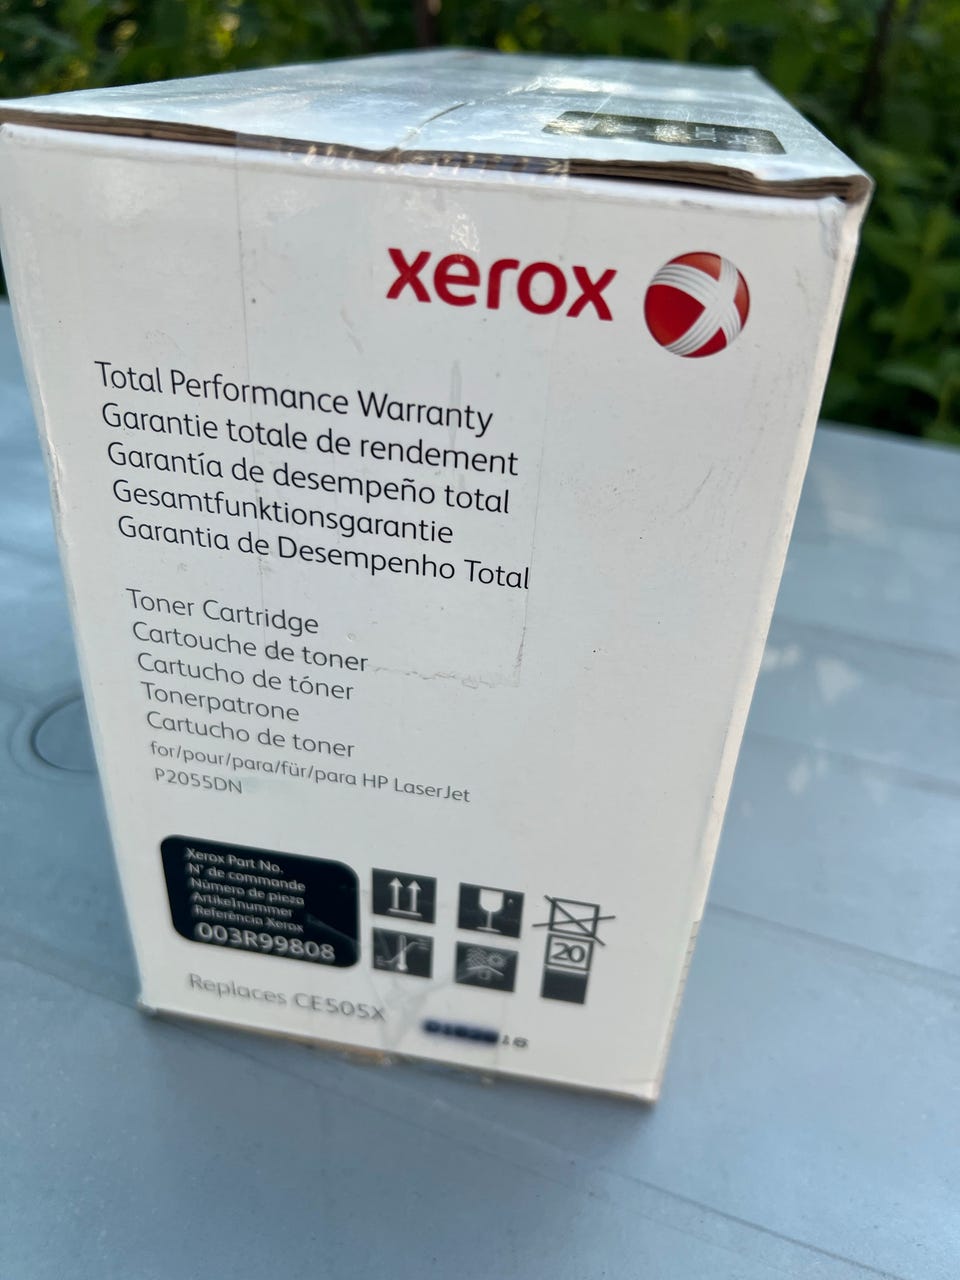 xerox
Total Performance Warranty
Garantie totale de rendement
Garantía de desempeño total
Gesamtfunktionsgarantie
Garantia de Desempenho Total
Toner Cartridge
Cartouche de toner
Cartucho de tóner
Tonerpatrone
Cartucho de toner
for/pour/para/für/para HP LaserJet
P2055DN
Xerox Part No.
N° de commande
Número de pieza
Artikelnummer
Referência Xerox
003R99808
20
Replaces CE505X